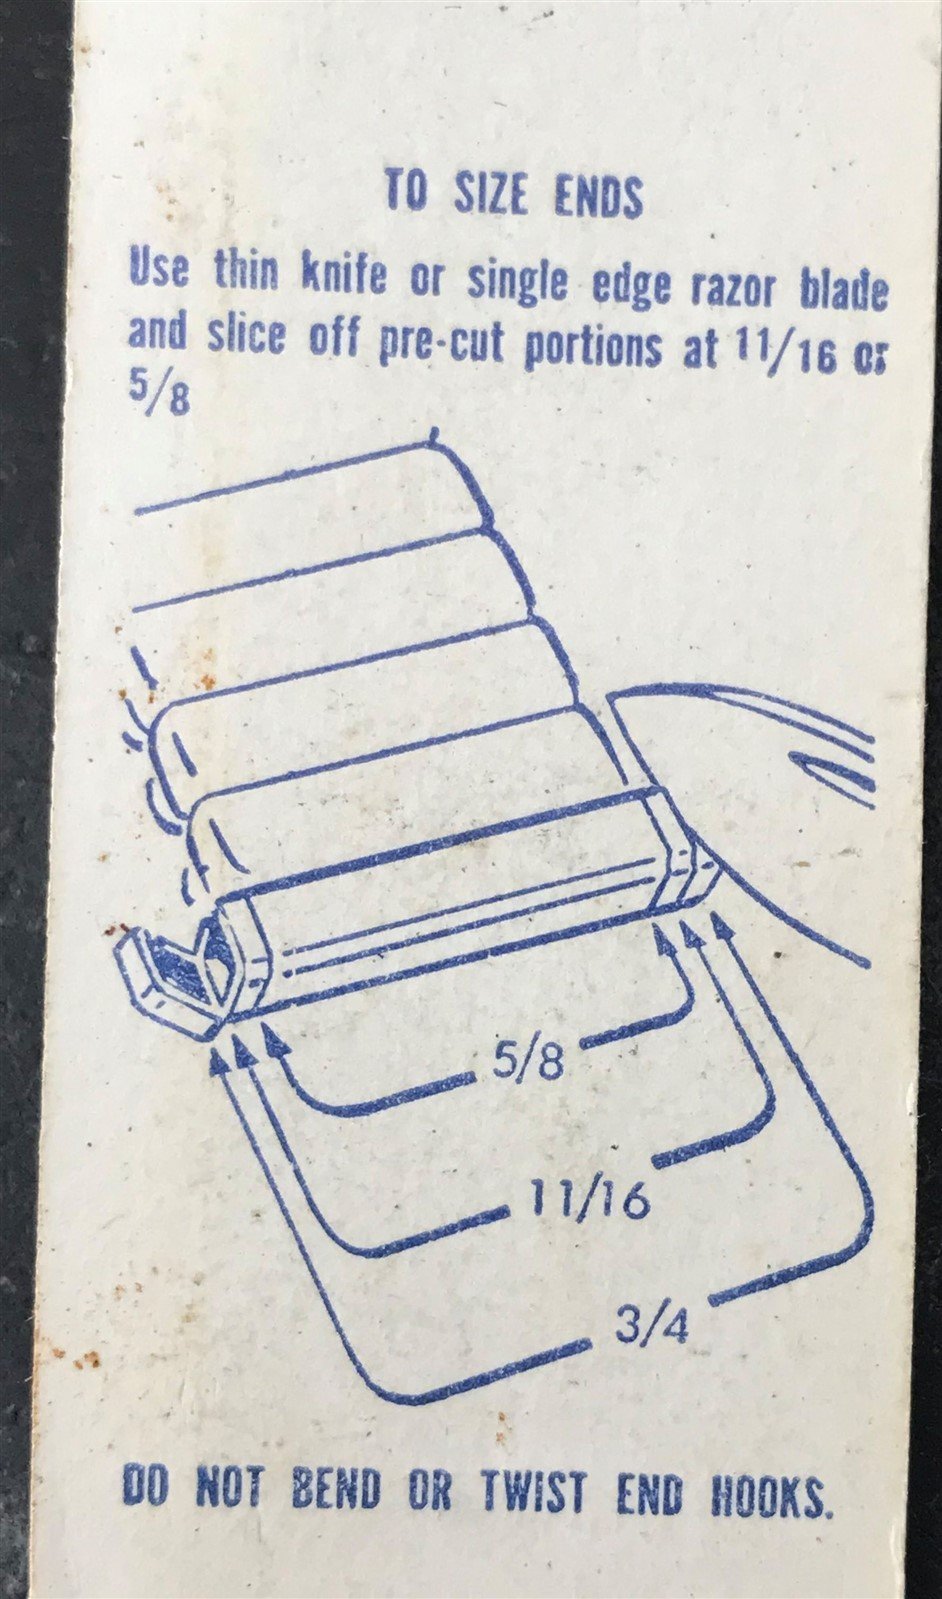 TO SIZE ENDS
Use thin knife or single edge razor blade
and slice off pre-cut portions at 11/16 or
5/8
5/8
11/16
3/4
DO NOT BEND OR TWIST END HOOKS.